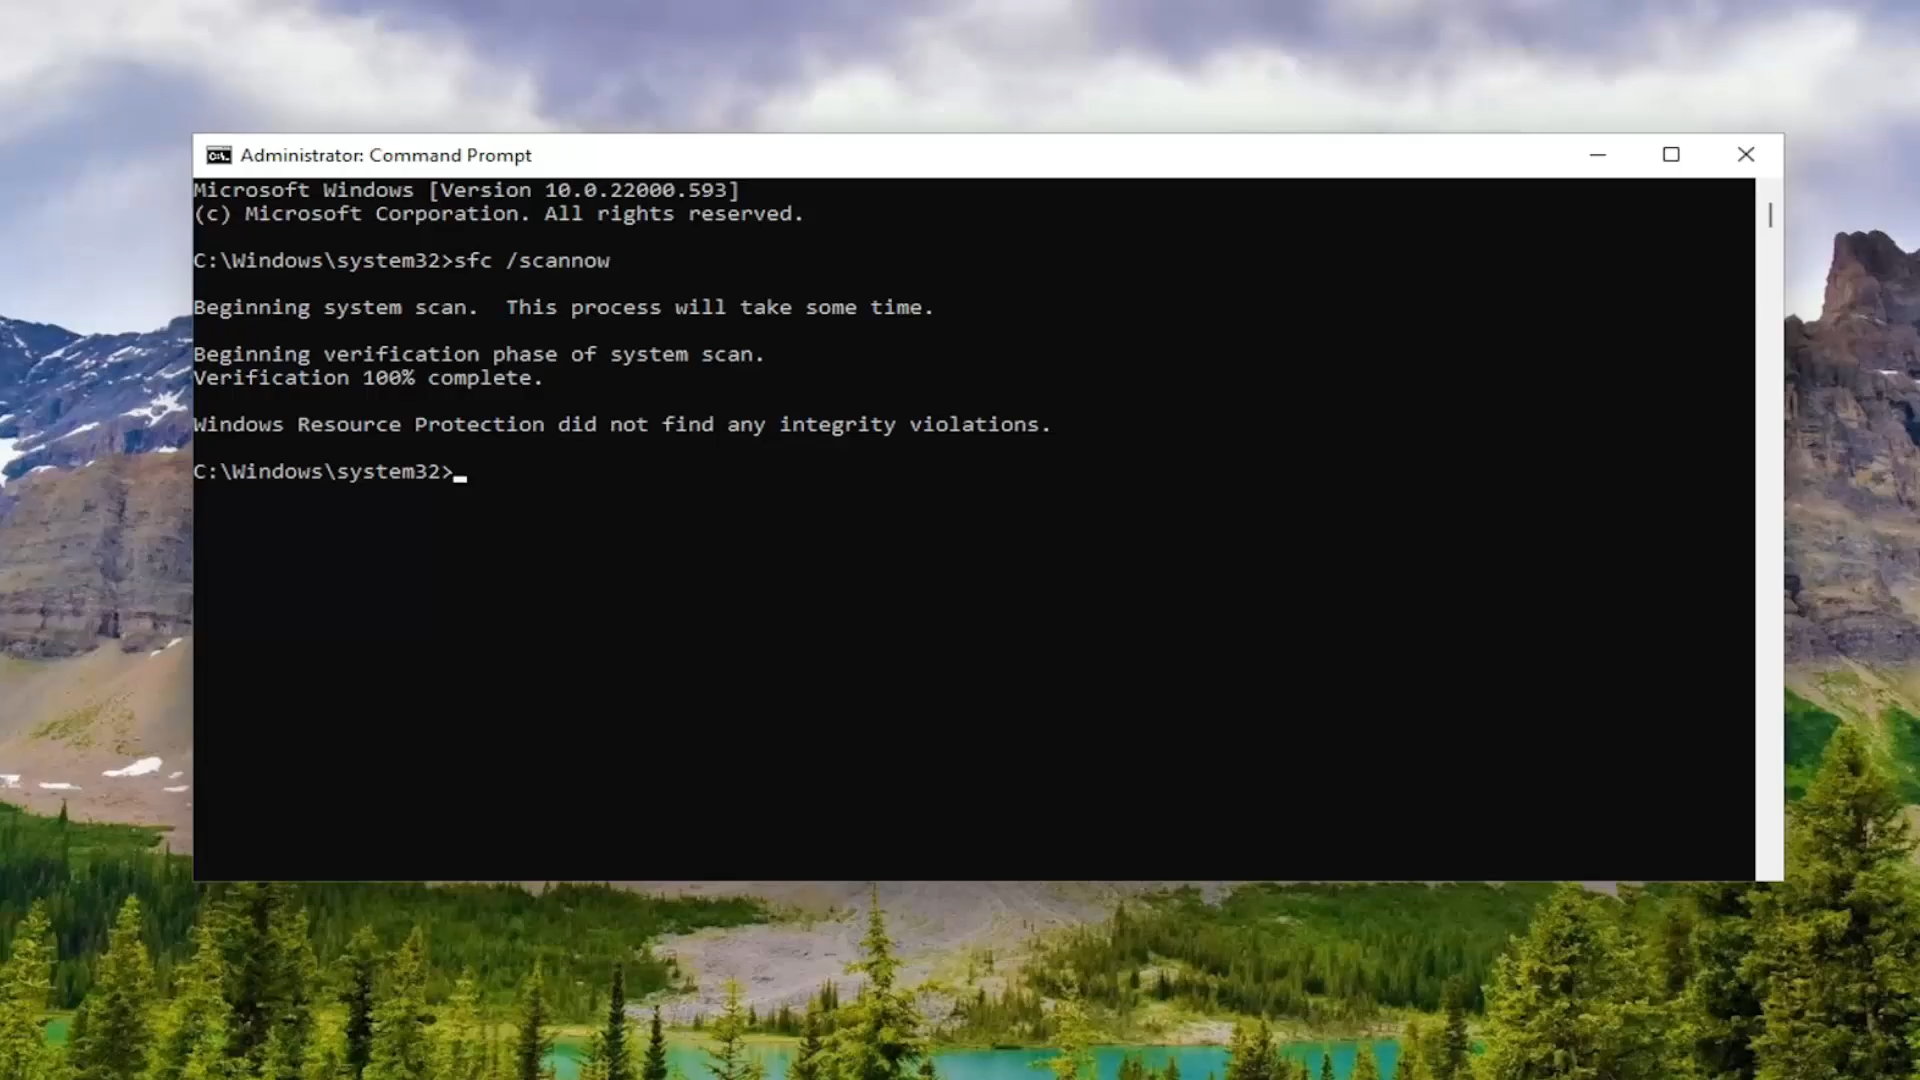 Administrator: Command Prompt
Microsoft Windows [Version 10.0.22000.593]
(c) Microsoft Corporation. All rights reserved.
C:\Windows\system32>sfc /scannow
Beginning system scan.  This process will take some time.
Beginning verification phase of system scan.
Verification 100% complete.
Windows Resource Protection did not find any integrity violations.
C:\Windows\system32>